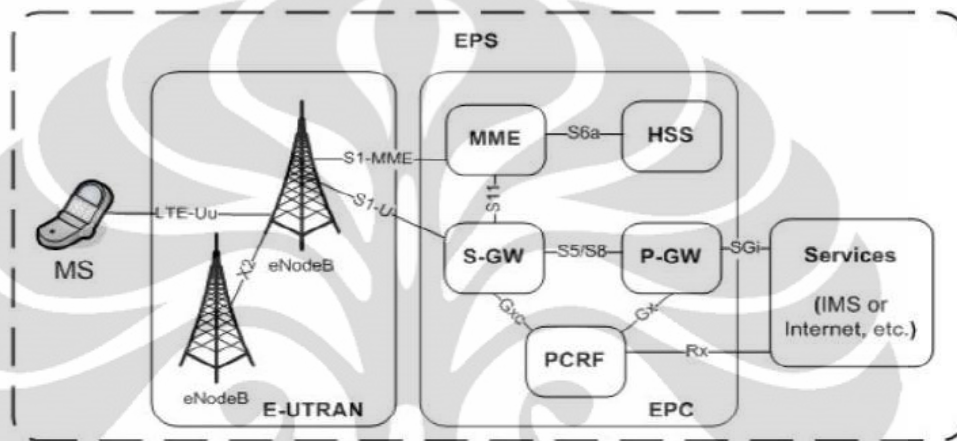 EPS
MME
S6a
HSS
S1-MME
S11
S1-U
LTE-Uu
MS
X2
eNodeB
S-GW
S5/S8
P-GW
SGi
Services
(IMS or
Internet, etc.)
Gxc
Gx
PCRF
Rx
eNodeB
E-UTRAN
EPC